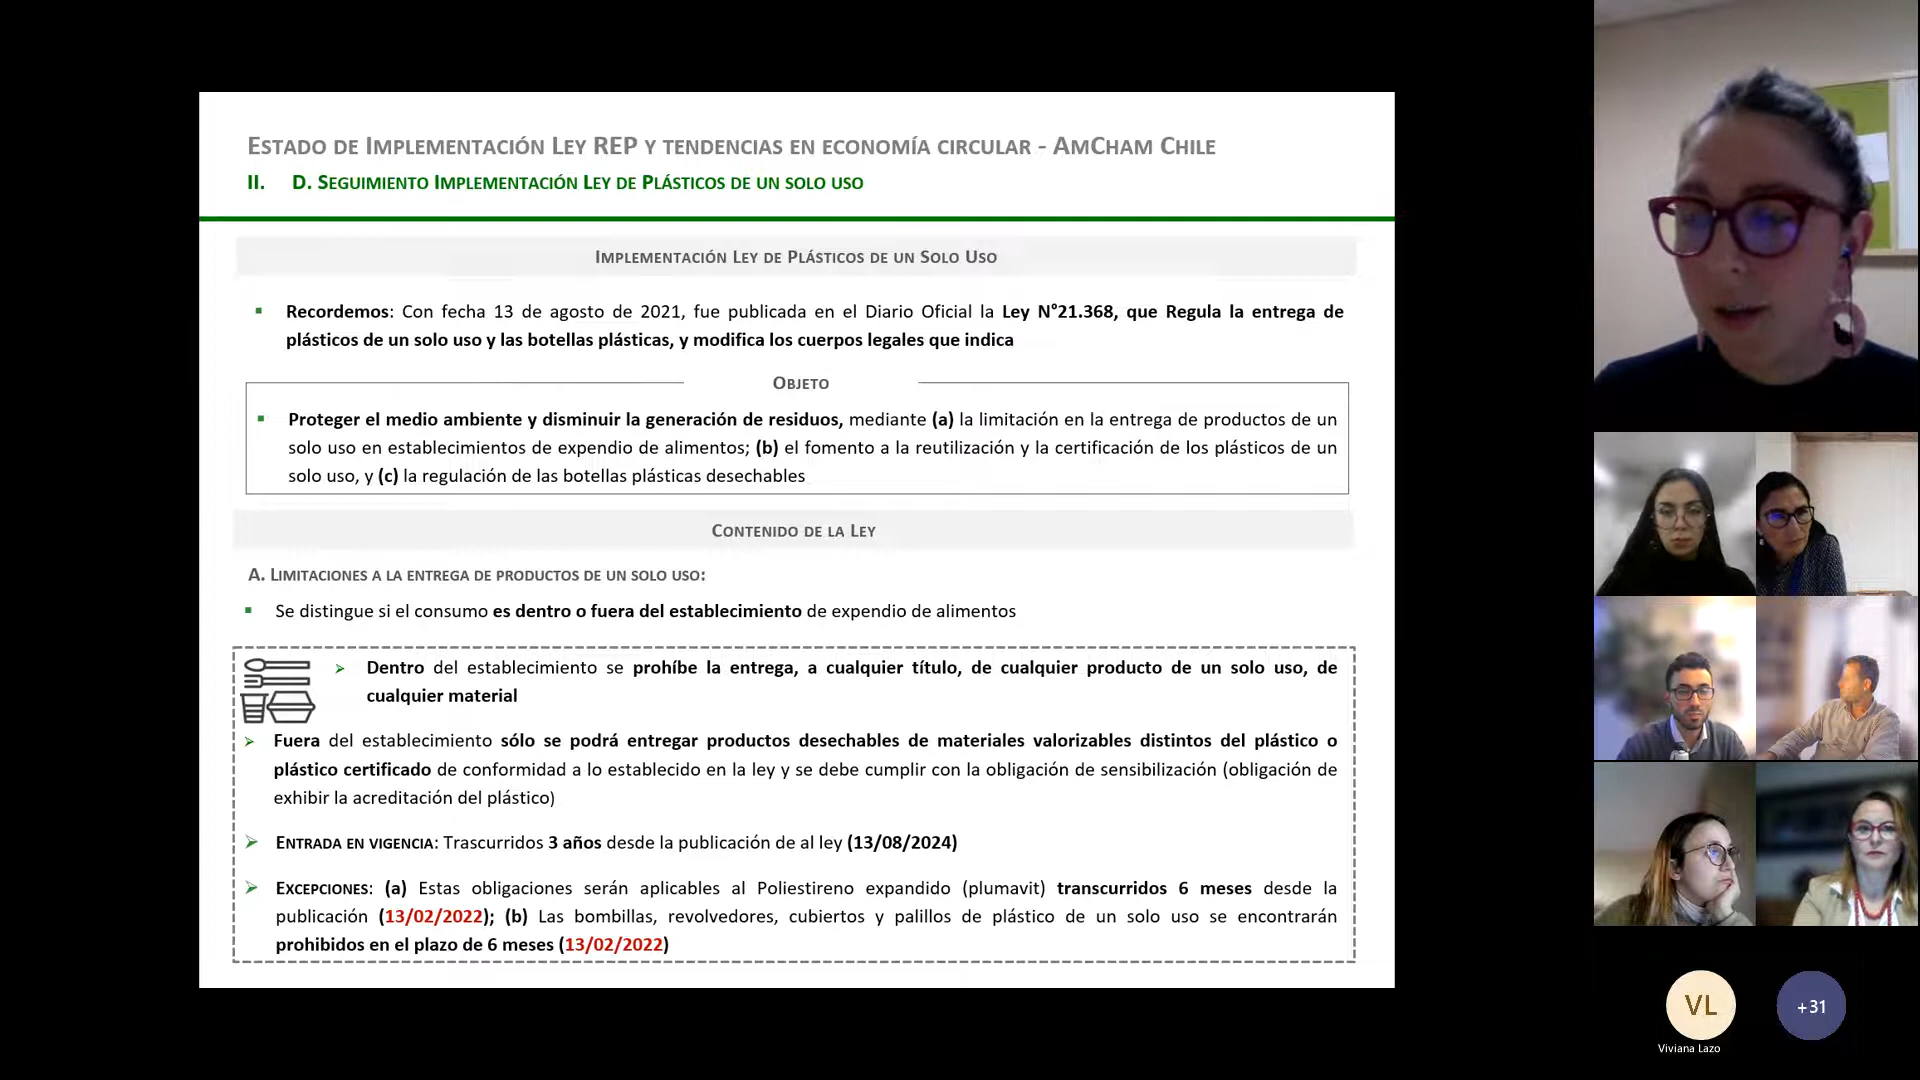 Estado de Implementación Ley REP y tendencias en economía circular - AmCham Chile
II. D. Seguimiento Implementación Ley de Plásticos de un solo uso
Implementación Ley de Plásticos de un Solo Uso
▪ Recordemos: Con fecha 13 de agosto de 2021, fue publicada en el Diario Oficial la Ley N°21.368, que Regula la entrega de
plásticos de un solo uso y las botellas plásticas, y modifica los cuerpos legales que indica
Objeto
▪ Proteger el medio ambiente y disminuir la generación de residuos, mediante (a) la limitación en la entrega de productos de un
solo uso en establecimientos de expendio de alimentos; (b) el fomento a la reutilización y la certificación de los plásticos de un
solo uso, y (c) la regulación de las botellas plásticas desechables
Contenido de la Ley
A. Limitaciones a la entrega de productos de un solo uso:
▪ Se distingue si el consumo es dentro o fuera del establecimiento de expendio de alimentos
➢ Dentro del establecimiento se prohíbe la entrega, a cualquier título, de cualquier producto de un solo uso, de
cualquier material
➢ Fuera del establecimiento sólo se podrá entregar productos desechables de materiales valorizables distintos del plástico o
plástico certificado de conformidad a lo establecido en la ley y se debe cumplir con la obligación de sensibilización (obligación de
exhibir la acreditación del plástico)
➢ Entrada en vigencia: Trascurridos 3 años desde la publicación de al ley (13/08/2024)
➢ Excepciones: (a) Estas obligaciones serán aplicables al Poliestireno expandido (plumavit) transcurridos 6 meses desde la
publicación (13/02/2022); (b) Las bombillas, revolvedores, cubiertos y palillos de plástico de un solo uso se encontrarán
prohibidos en el plazo de 6 meses (13/02/2022)
VL
+31
Viviana Lazo